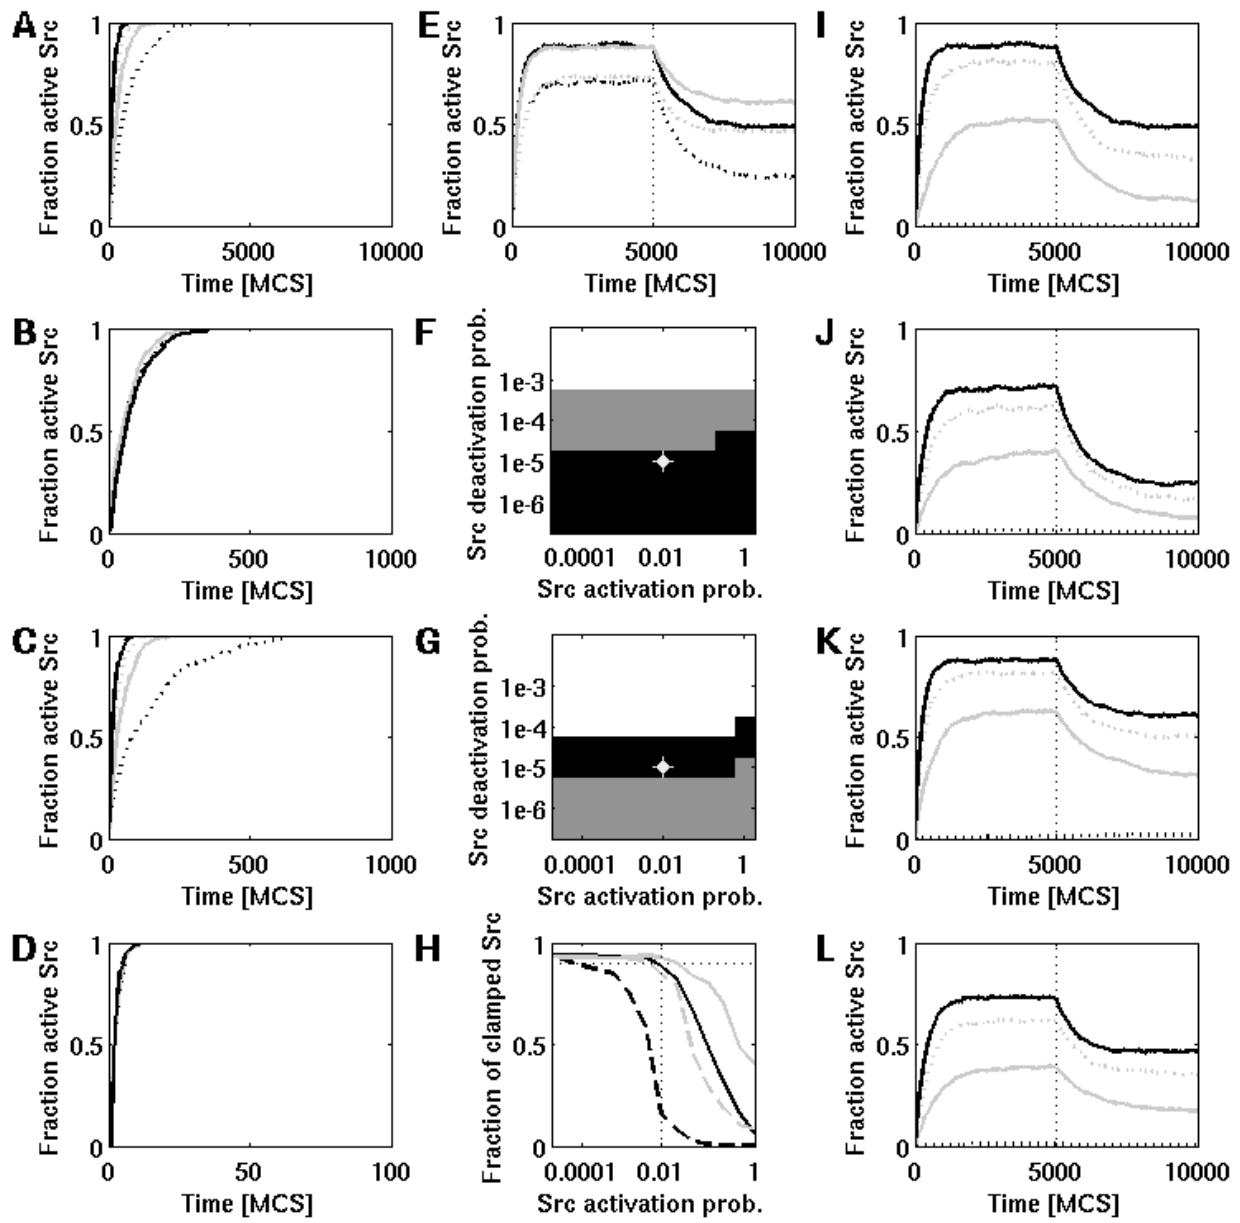 A
Fraction active Src
1
0.5
0
0 5000 10000
Time [MCS]
E
Fraction active Src
1
0.5
0
0 5000 10000
Time [MCS]
I
Fraction active Src
1
0.5
0
0 5000 10000
Time [MCS]
B
Fraction active Src
1
0.5
0
0 500 1000
Time [MCS]
F
Src deactivation prob.
1e-3
1e-4
1e-5
1e-6
0.0001 0.01 1
Src activation prob.
J
Fraction active Src
1
0.5
0
0 5000 10000
Time [MCS]
C
Fraction active Src
1
0.5
0
0 500 1000
Time [MCS]
G
Src deactivation prob.
1e-3
1e-4
1e-5
1e-6
0.0001 0.01 1
Src activation prob.
K
Fraction active Src
1
0.5
0
0 5000 10000
Time [MCS]
D
Fraction active Src
1
0.5
0
0 50 100
Time [MCS]
H
Fraction of clamped Src
1
0.5
0
0.0001 0.01 1
Src activation prob.
L
Fraction active Src
1
0.5
0
0 5000 10000
Time [MCS]